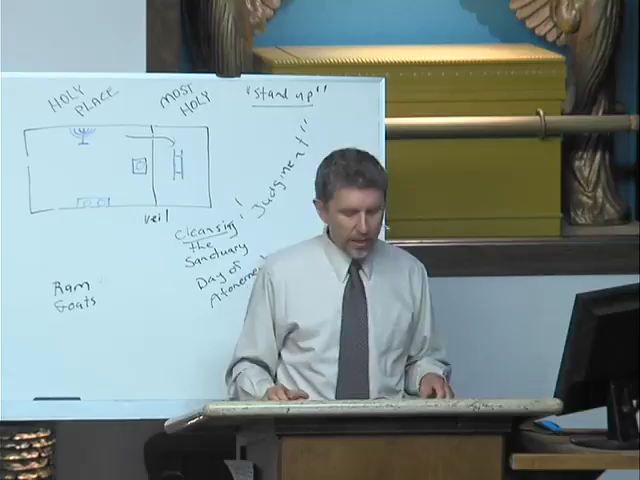 HOLY
PLACE
MOST
HOLY
"Stand up"
veil
"Judgment"
Cleansing
the
Sanctuary
Day of
Atonement
Ram
Goats